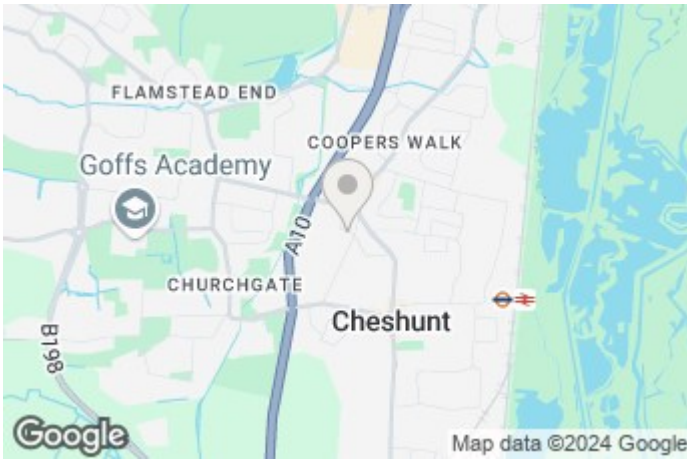 FLAMSTEAD END
COOPERS WALK
Goffs Academy
A10
CHURCHGATE
Cheshunt
B198
Google
Map data ©2024 Google